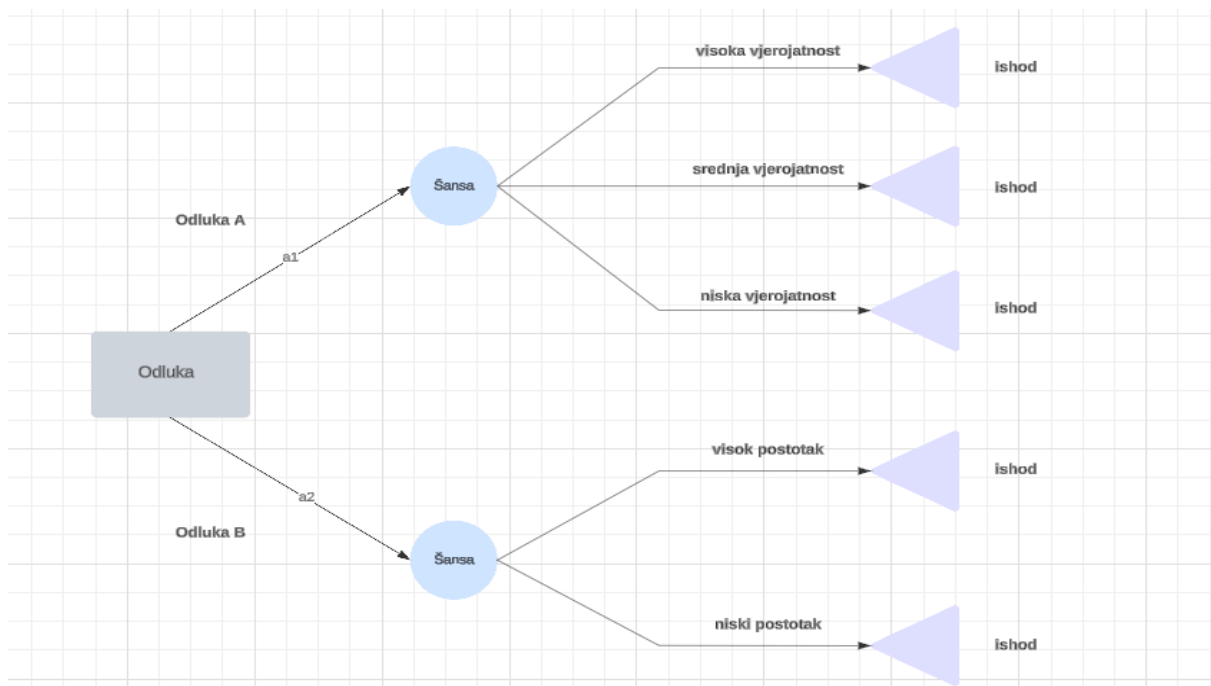 visoka vjerojatnost
ishod
srednja vjerojatnost
Šansa
ishod
Odluka A
a1
niska vjerojatnost
ishod
Odluka
visok postotak
ishod
a2
Odluka B
Šansa
niski postotak
ishod